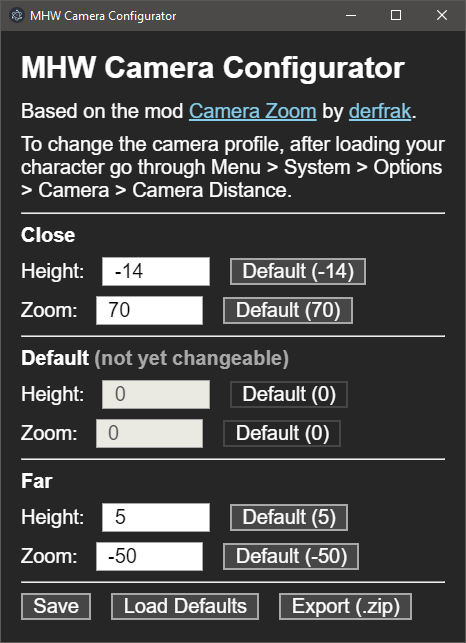 MHW Camera Configurator
MHW Camera Configurator
Based on the mod Camera Zoom by derfrak.
To change the camera profile, after loading your
character go through Menu > System > Options
> Camera > Camera Distance.
Close
Height: -14 Default (-14)
Zoom: 70 Default (70)
Default (not yet changeable)
Height: 0 Default (0)
Zoom: 0 Default (0)
Far
Height: 5 Default (5)
Zoom: -50 Default (-50)
Save Load Defaults Export (.zip)